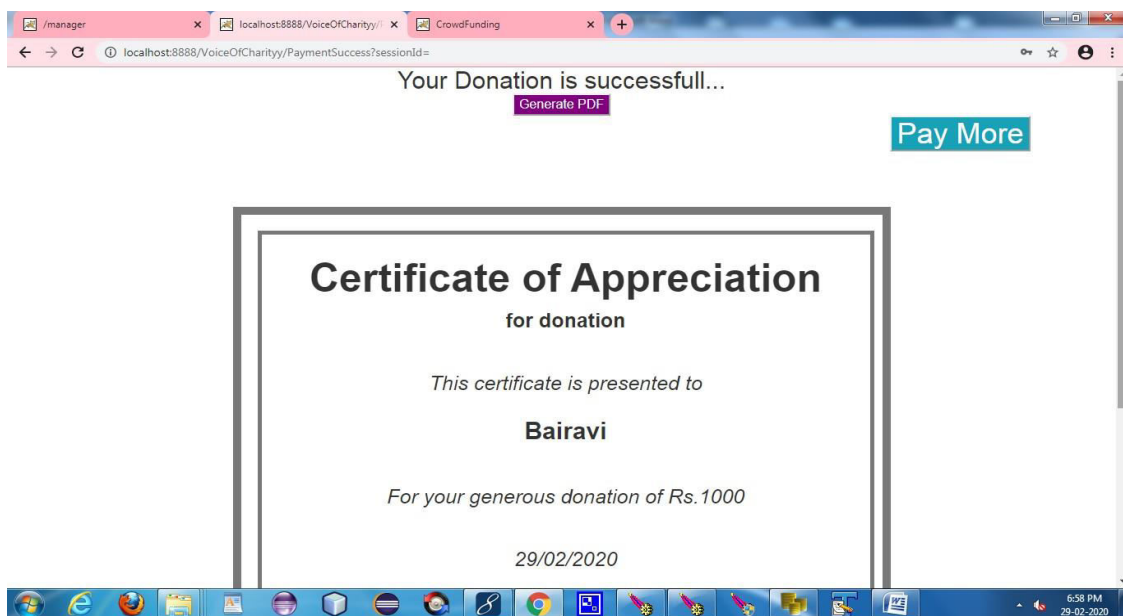 /manager
localhost:8888/VoiceOfCharityy/
CrowdFunding
localhost:8888/VoiceOfCharityy/PaymentSuccess?sessionId=
Your Donation is successfull...
Generate PDF
Pay More
Certificate of Appreciation
for donation
This certificate is presented to
Bairavi
For your generous donation of Rs.1000
29/02/2020
6:58 PM
29-02-2020